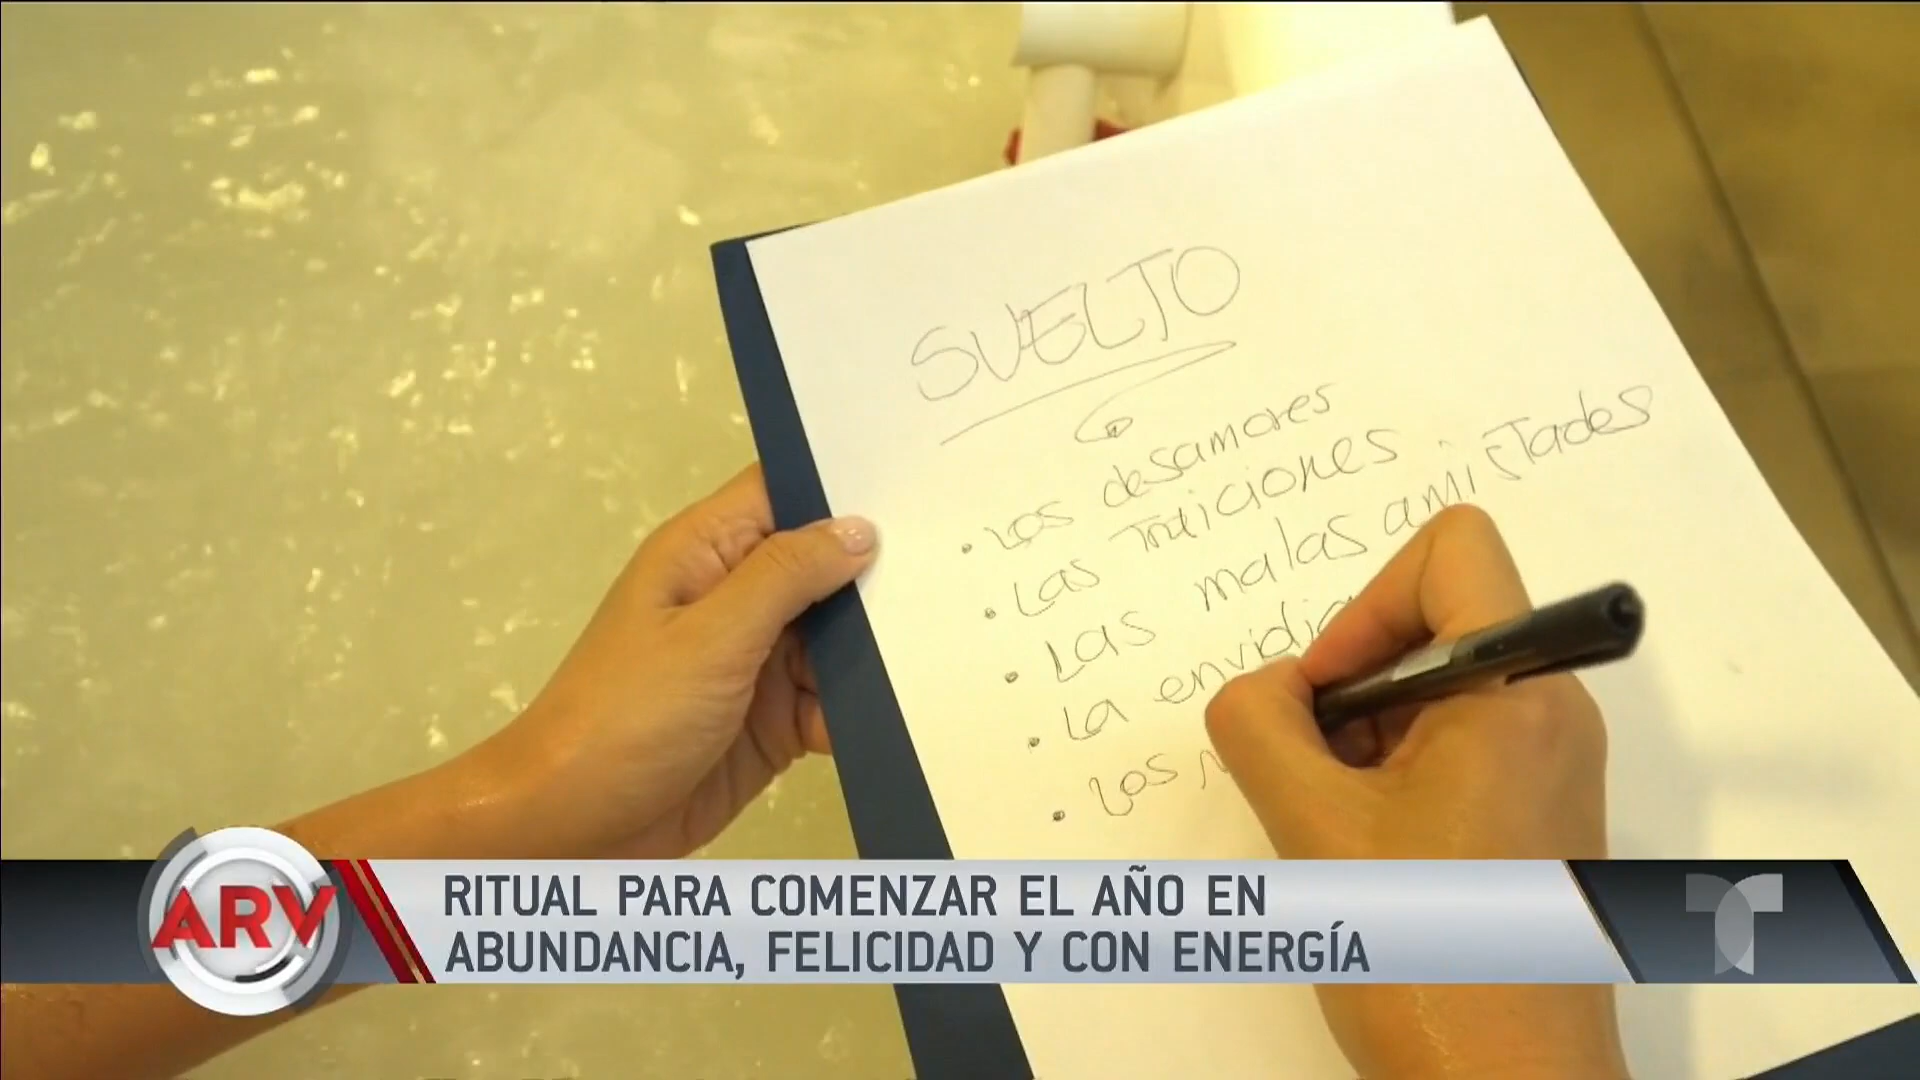 SUELTO
• Los desamores
• Las Traiciones
• Las malas amistades
• La envidia
• Los
ARV
RITUAL PARA COMENZAR EL AÑO EN
ABUNDANCIA, FELICIDAD Y CON ENERGÍA